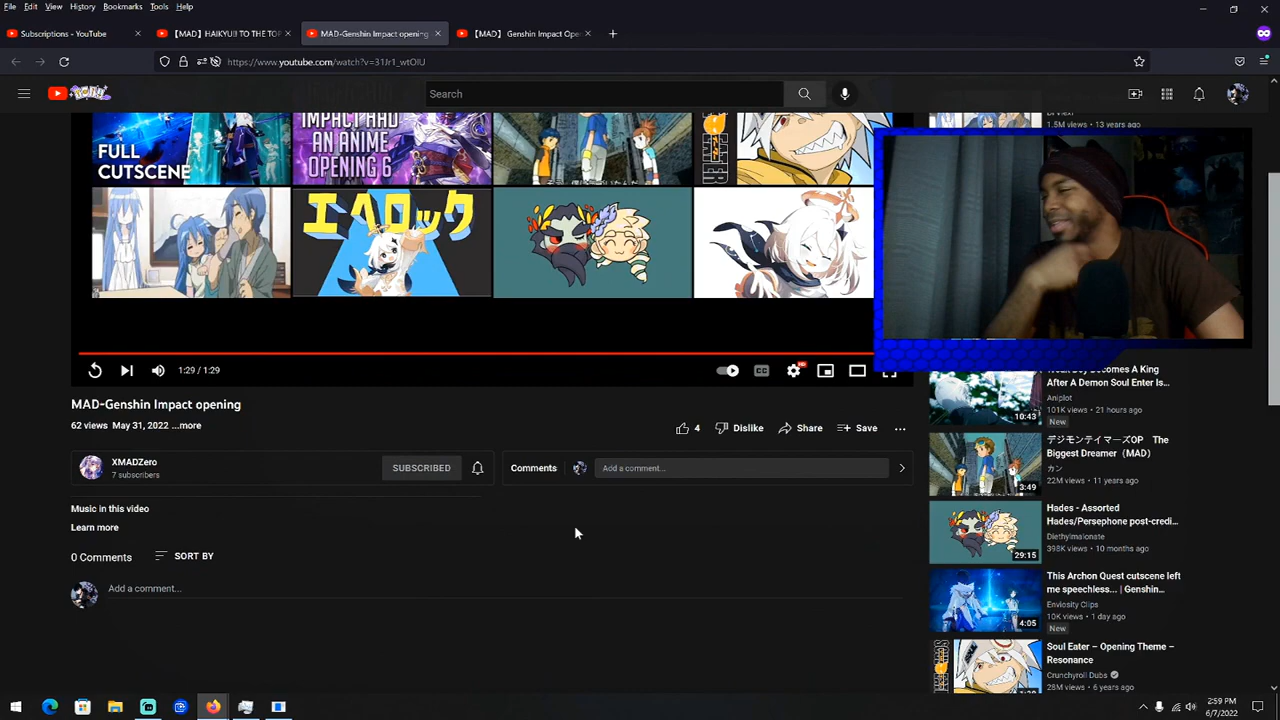 File Edit View History Bookmarks Tools Help
Subscriptions - YouTube
【MAD】HAIKYU!! TO THE TOP
MAD-Genshin Impact opening
【MAD】 Genshin Impact Ope
https://www.youtube.com/watch?v=31Jr1_wtOIU
Search
1.5M views • 13 years ago
FULL
CUTSCENE
IMPACT HAD
AN ANIME
OPENING 6
エヘロック
1:29 / 1:29
CC
HD
MAD-Genshin Impact opening
62 views May 31, 2022 ...more
4
Dislike
Share
Save
XMADZero
7 subscribers
SUBSCRIBED
Comments
Add a comment...
Music in this video
Learn more
0 Comments
SORT BY
Add a comment...
After A Demon Soul Enter Is...
Aniplot
101K views • 21 hours ago
New
10:43
デジモンテイマーズOP The
Biggest Dreamer（MAD）
カン
22M views • 11 years ago
3:49
Hades - Assorted
Hades/Persephone post-credi...
Diethylmalonate
398K views • 10 months ago
29:15
This Archon Quest cutscene left
me speechless... | Genshin...
Enviosity Clips
10K views • 1 day ago
New
4:05
Soul Eater – Opening Theme –
Resonance
Crunchyroll Dubs
28M views • 6 years ago
2:59 PM
6/7/2022